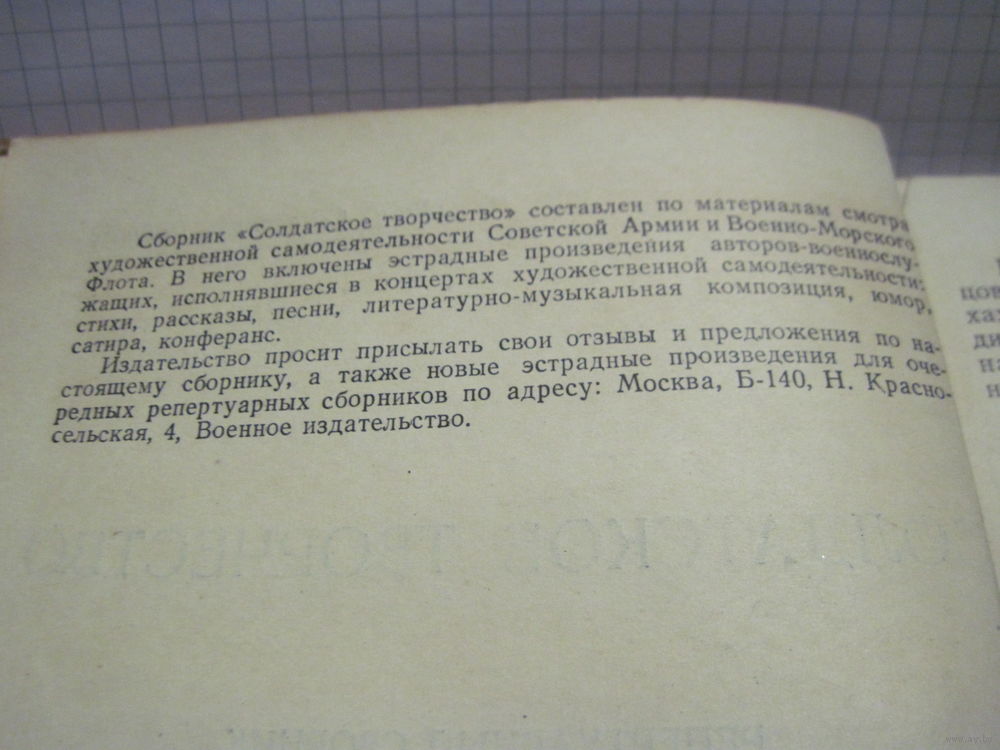 Сборник «Солдатское творчество» составлен по материалам смотра
художественной самодеятельности Советской Армии и Военно-Морского
Флота. В него включены эстрадные произведения авторов-военнослу-
жащих, исполнявшиеся в концертах художественной самодеятельности:
стихи, рассказы, песни, литературно-музыкальная композиция, юмор,
сатира, конферанс.
Издательство просит присылать свои отзывы и предложения по на-
стоящему сборнику, а также новые эстрадные произведения для оче-
редных репертуарных сборников по адресу: Москва, Б-140, Н. Красно-
сельская, 4, Военное издательство.